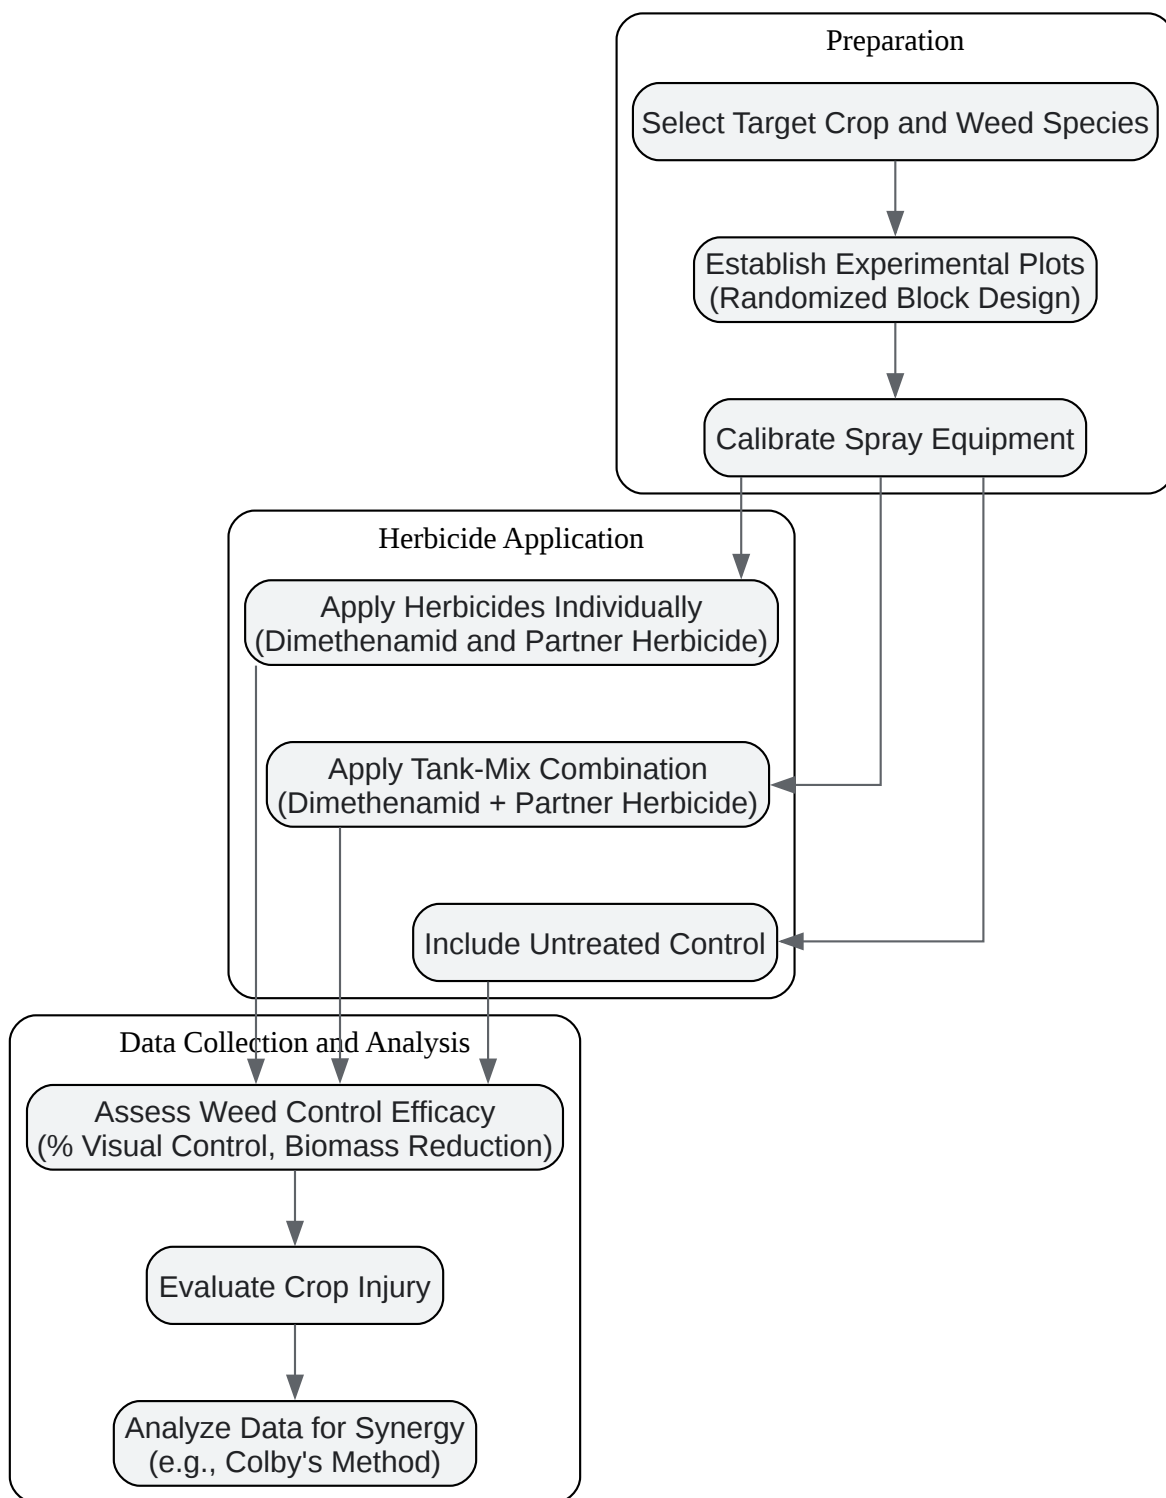 Preparation
Select Target Crop and Weed Species
Establish Experimental Plots
(Randomized Block Design)
Calibrate Spray Equipment
Herbicide Application
Apply Herbicides Individually
(Dimethenamid and Partner Herbicide)
Apply Tank-Mix Combination
(Dimethenamid + Partner Herbicide)
Include Untreated Control
Data Collection and Analysis
Assess Weed Control Efficacy
(% Visual Control, Biomass Reduction)
Evaluate Crop Injury
Analyze Data for Synergy
(e.g., Colby's Method)